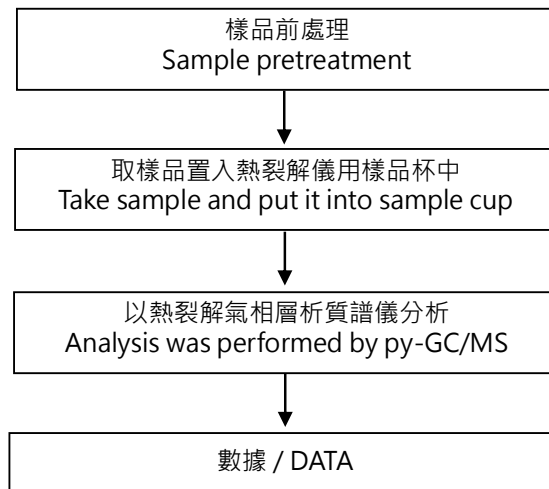 樣品前處理
Sample pretreatment
取樣品置入熱裂解儀用樣品杯中
Take sample and put it into sample cup
以熱裂解氣相層析質譜儀分析
Analysis was performed by py-GC/MS
數據 / DATA